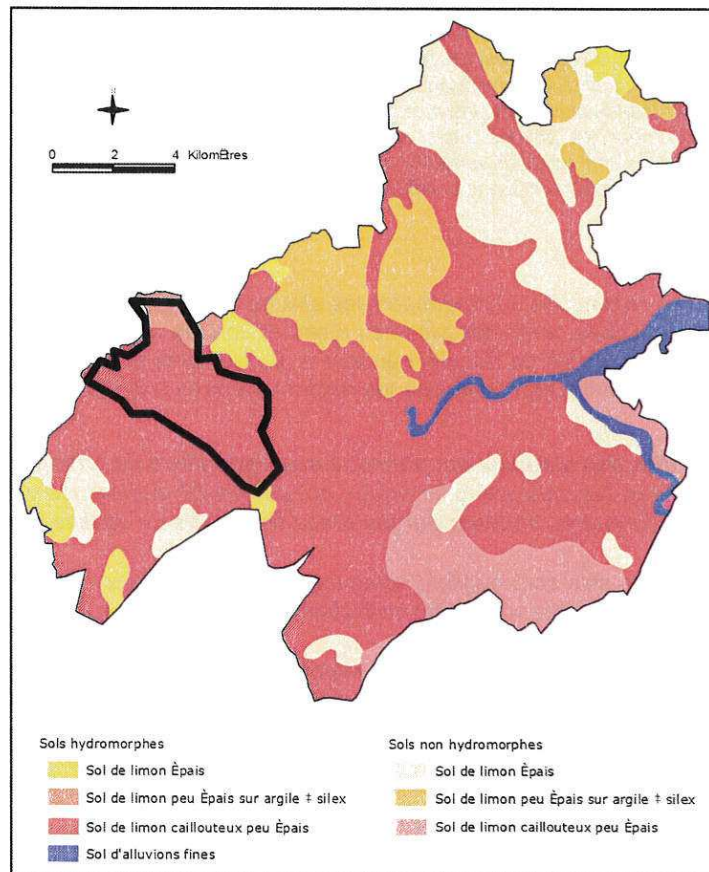 0 2 4 KilomÈtres
Sols hydromorphes
Sol de limon Èpais
Sol de limon peu Èpais sur argile ‡ silex
Sol de limon caillouteux peu Èpais
Sol d'alluvions fines
Sols non hydromorphes
Sol de limon Èpais
Sol de limon peu Èpais sur argile ‡ silex
Sol de limon caillouteux peu Èpais